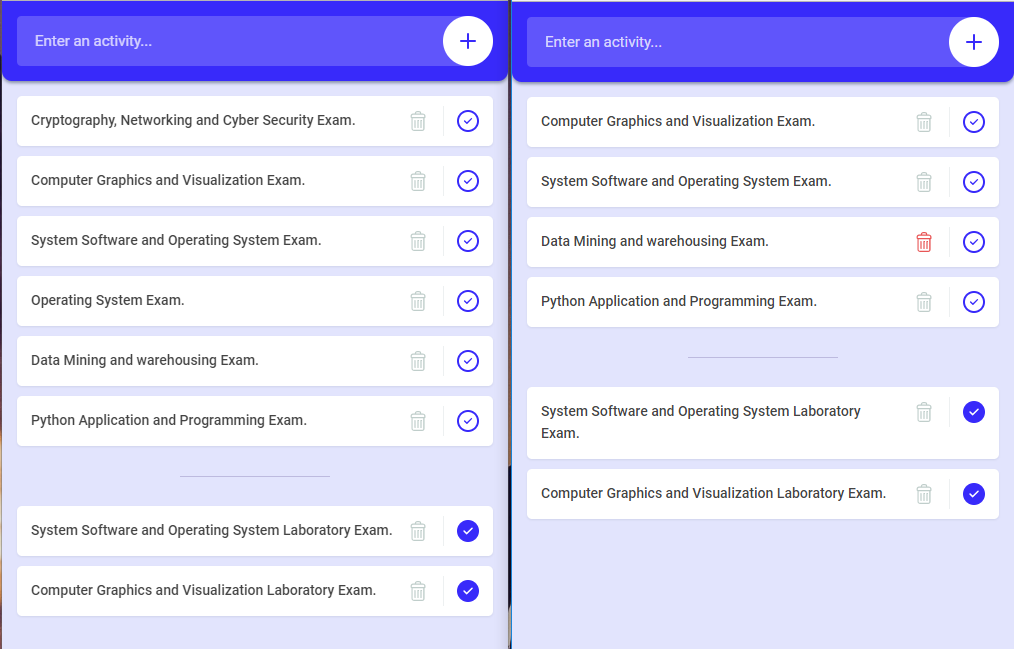 Enter an activity...
Cryptography, Networking and Cyber Security Exam.
Computer Graphics and Visualization Exam.
System Software and Operating System Exam.
Operating System Exam.
Data Mining and warehousing Exam.
Python Application and Programming Exam.
System Software and Operating System Laboratory Exam.
Computer Graphics and Visualization Laboratory Exam.
Enter an activity...
Computer Graphics and Visualization Exam.
System Software and Operating System Exam.
Data Mining and warehousing Exam.
Python Application and Programming Exam.
System Software and Operating System Laboratory
Exam.
Computer Graphics and Visualization Laboratory Exam.